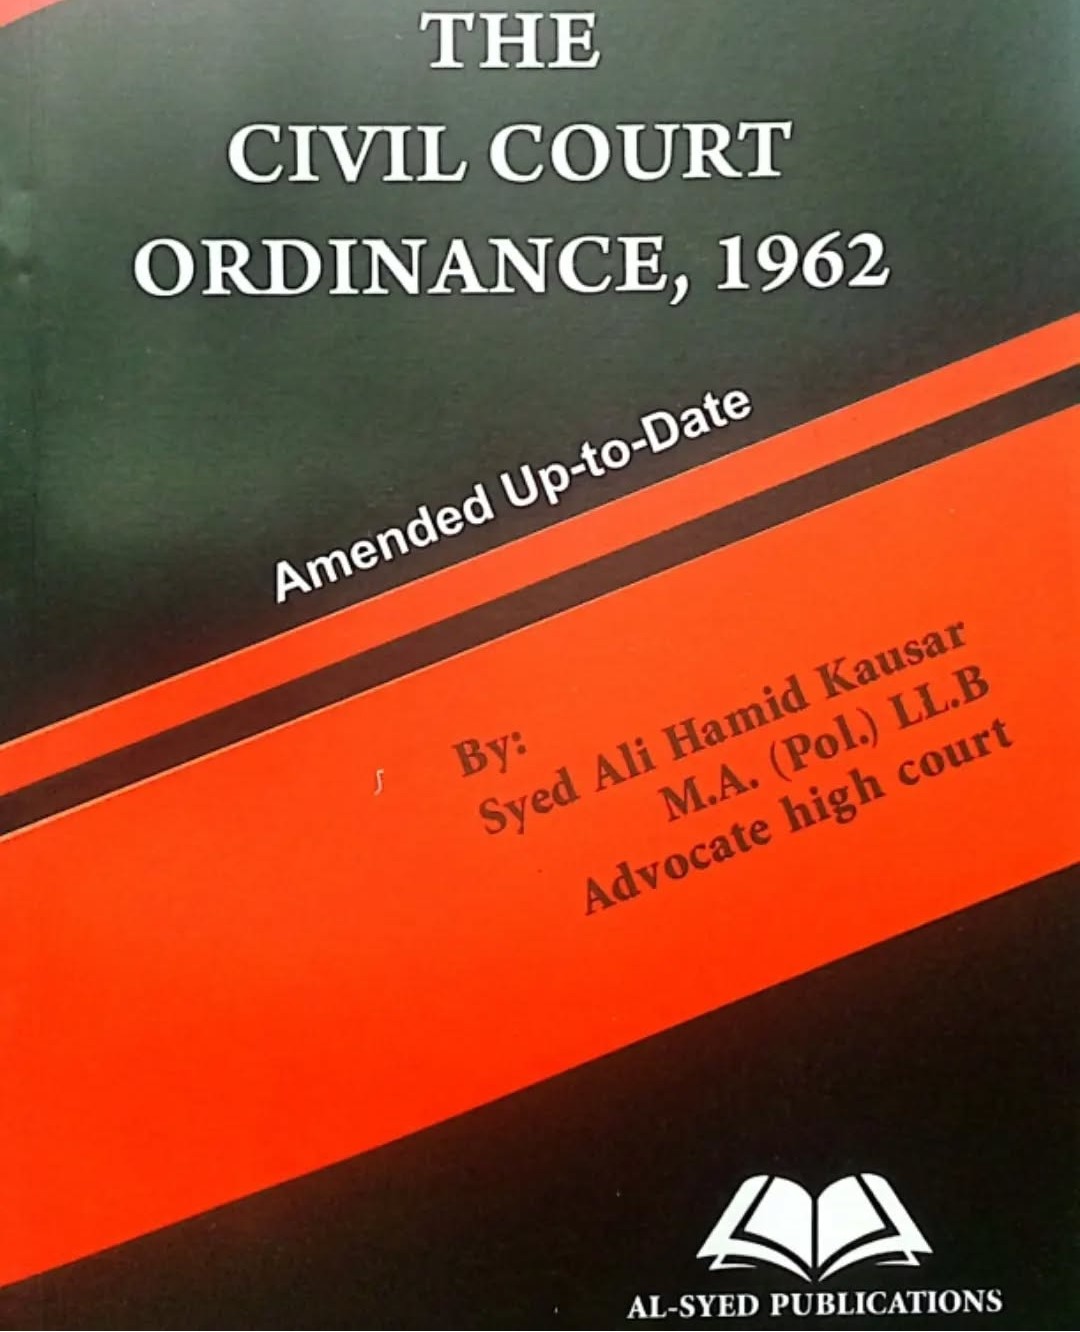 THE
CIVIL COURT
ORDINANCE, 1962
Amended Up-to-Date
By:
Syed Ali Hamid Kausar
M.A. (Pol.) LL.B
Advocate high court
AL-SYED PUBLICATIONS